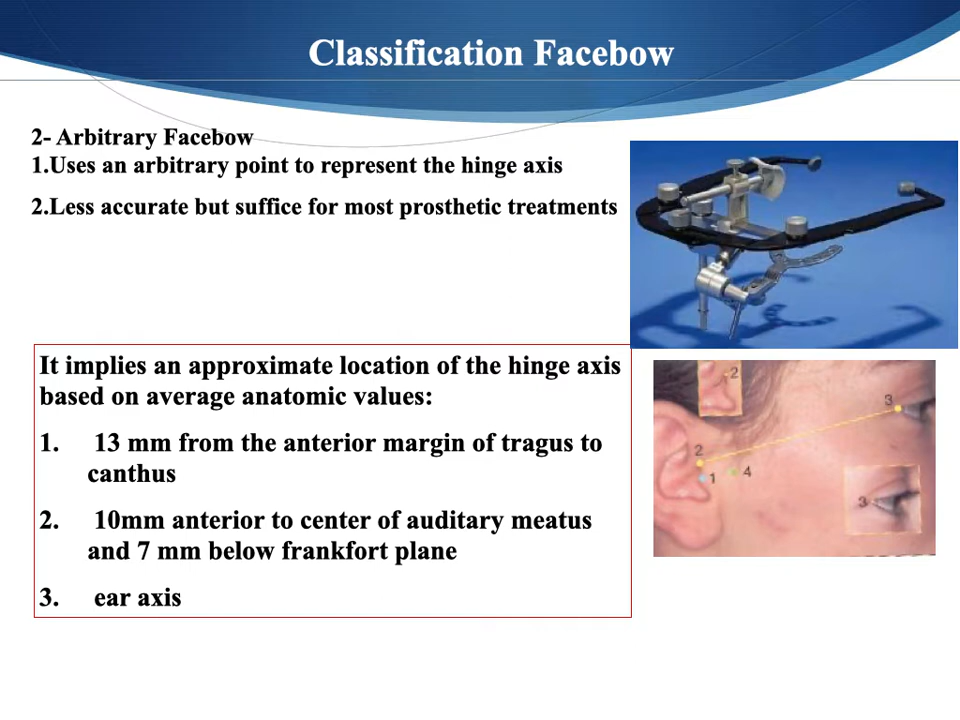 Classification Facebow
2- Arbitrary Facebow
1.Uses an arbitrary point to represent the hinge axis
2.Less accurate but suffice for most prosthetic treatments
It implies an approximate location of the hinge axis
based on average anatomic values:
1. 13 mm from the anterior margin of tragus to
canthus
2. 10mm anterior to center of auditary meatus
and 7 mm below frankfort plane
3. ear axis
2
3
2
1
4
3